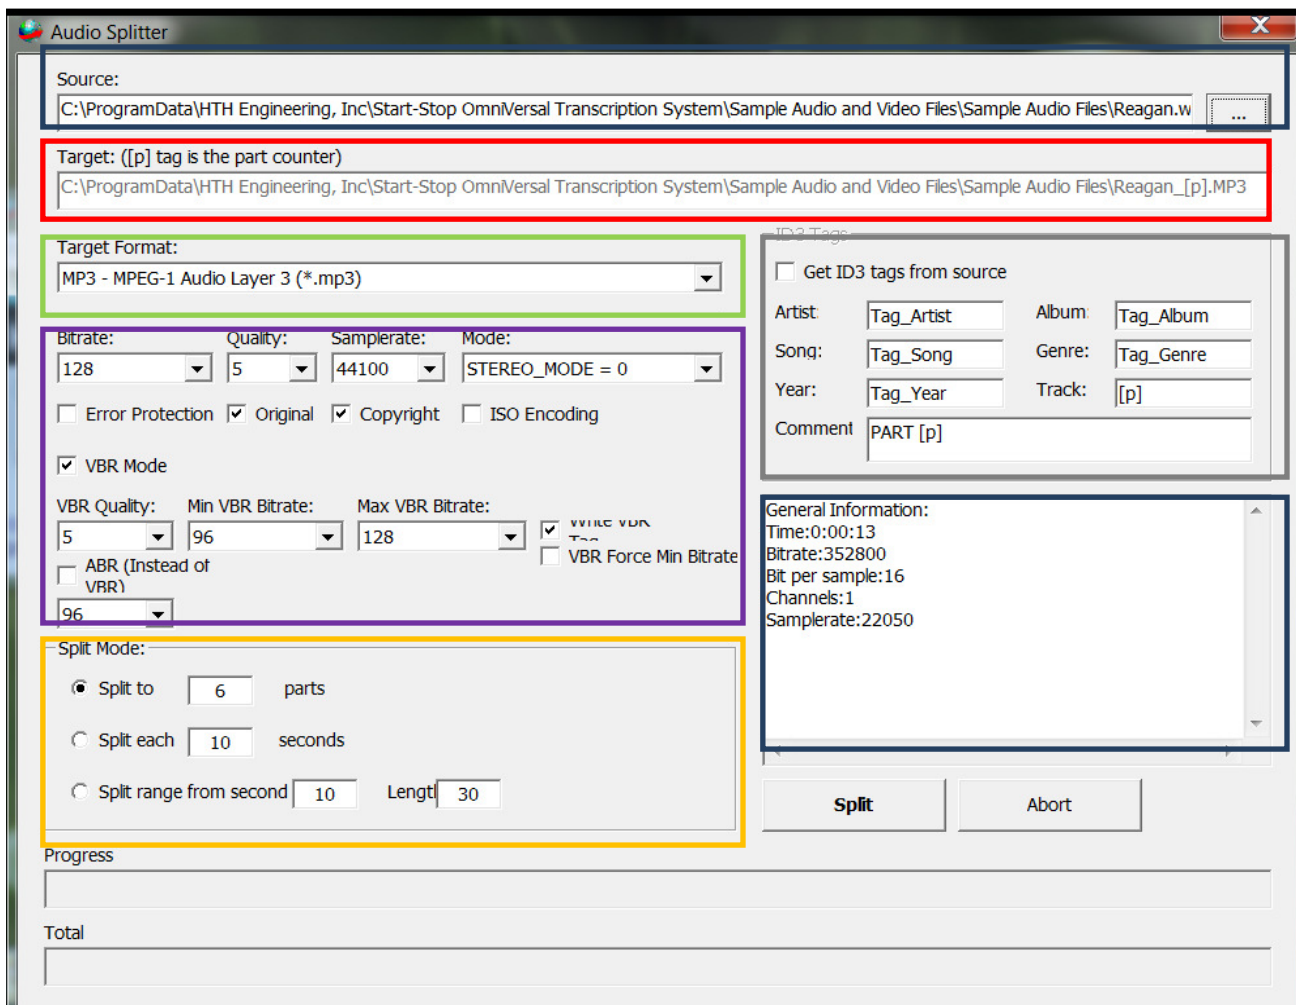 Audio Splitter
X
Source:
C:\ProgramData\HTH Engineering, Inc\Start-Stop OmniVersal Transcription System\Sample Audio and Video Files\Sample Audio Files\Reagan.w
...
Target: ([p] tag is the part counter)
C:\ProgramData\HTH Engineering, Inc\Start-Stop OmniVersal Transcription System\Sample Audio and Video Files\Sample Audio Files\Reagan_[p].MP3
Target Format:
MP3 - MPEG-1 Audio Layer 3 (*.mp3)
Bitrate: Quality: Samplerate: Mode:
128 5 44100 STEREO_MODE = 0
Error Protection Original Copyright ISO Encoding
VBR Mode
VBR Quality: Min VBR Bitrate: Max VBR Bitrate:
5 96 128 Write VBR Tag
VBR Force Min Bitrate
ABR (Instead of
VBR)
96
Split Mode:
Split to 6 parts
Split each 10 seconds
Split range from second 10 Lengtl 30
ID3 Tags
Get ID3 tags from source
Artist: Tag_Artist Album: Tag_Album
Song: Tag_Song Genre: Tag_Genre
Year: Tag_Year Track: [p]
Comment PART [p]
General Information:
Time:0:00:13
Bitrate:352800
Bit per sample:16
Channels:1
Samplerate:22050
Split Abort
Progress
Total